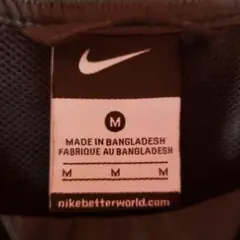 M
MADE IN BANGLADESH
FABRIQUE AU BANGLADESH
M M M
nikebetterworld.com